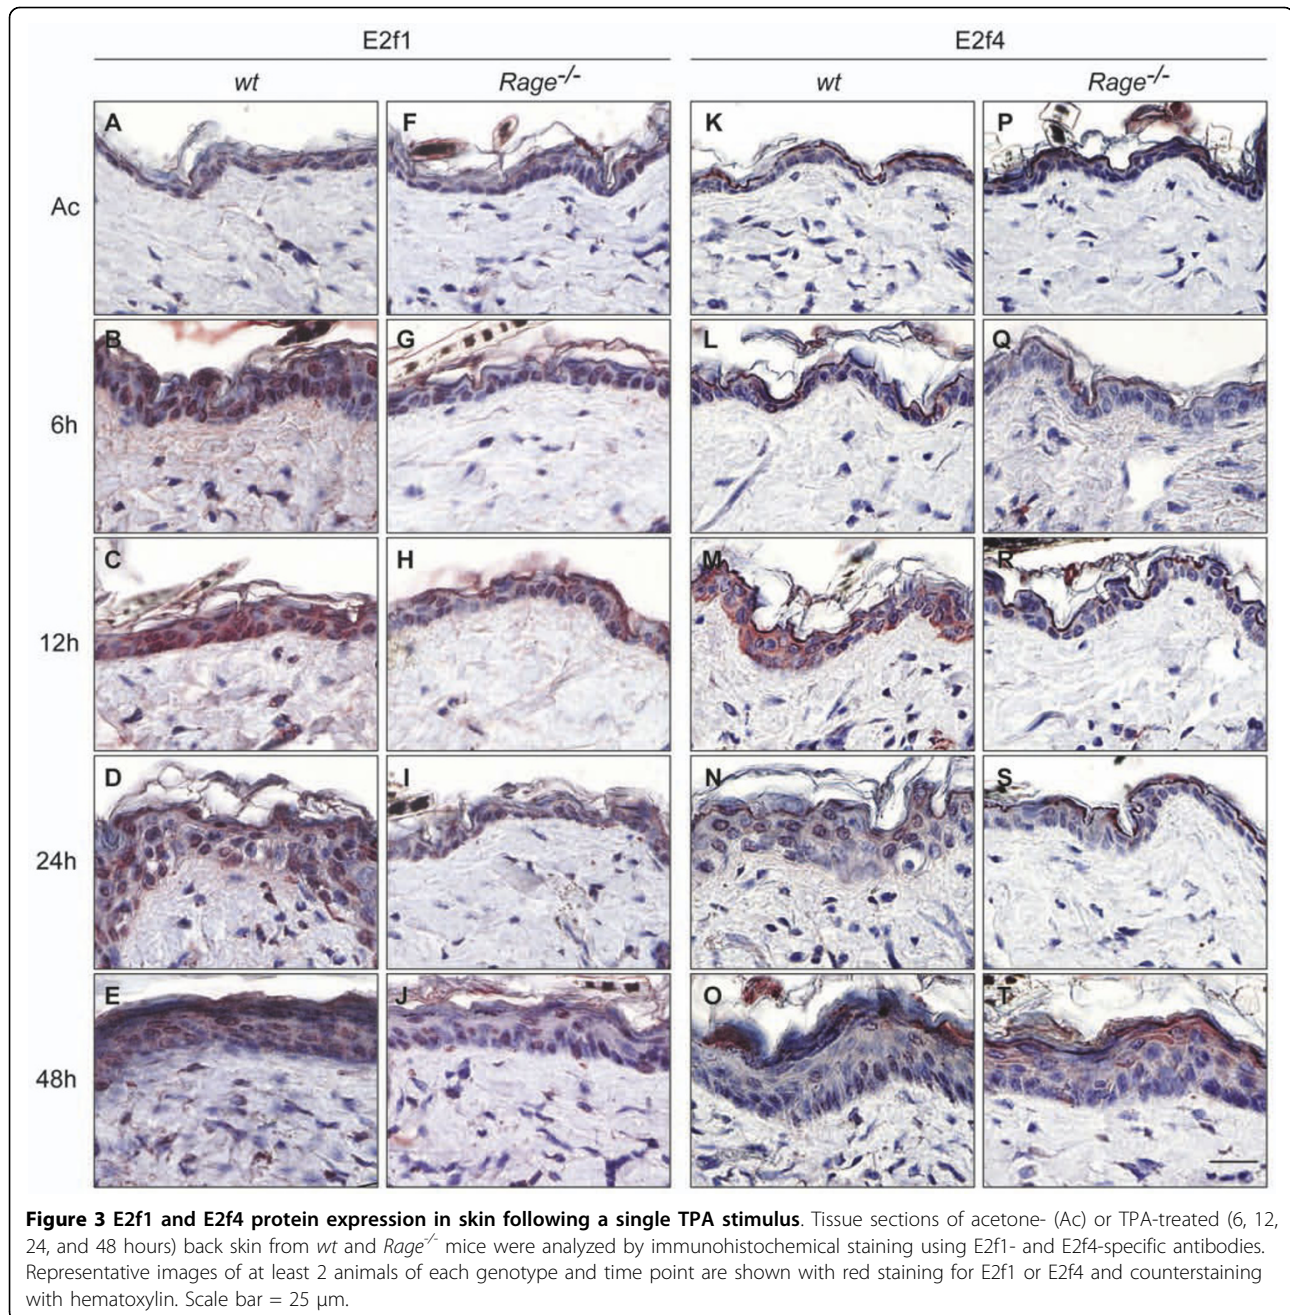 E2f1 E2f4
wt Rage-/- wt Rage-/-
A F K P
Ac
B G L Q
6h
C H M R
12h
D I N S
24h
E J O T
48h
Figure 3 E2f1 and E2f4 protein expression in skin following a single TPA stimulus. Tissue sections of acetone- (Ac) or TPA-treated (6, 12,
24, and 48 hours) back skin from wt and Rage-/- mice were analyzed by immunohistochemical staining using E2f1- and E2f4-specific antibodies.
Representative images of at least 2 animals of each genotype and time point are shown with red staining for E2f1 or E2f4 and counterstaining
with hematoxylin. Scale bar = 25 μm.